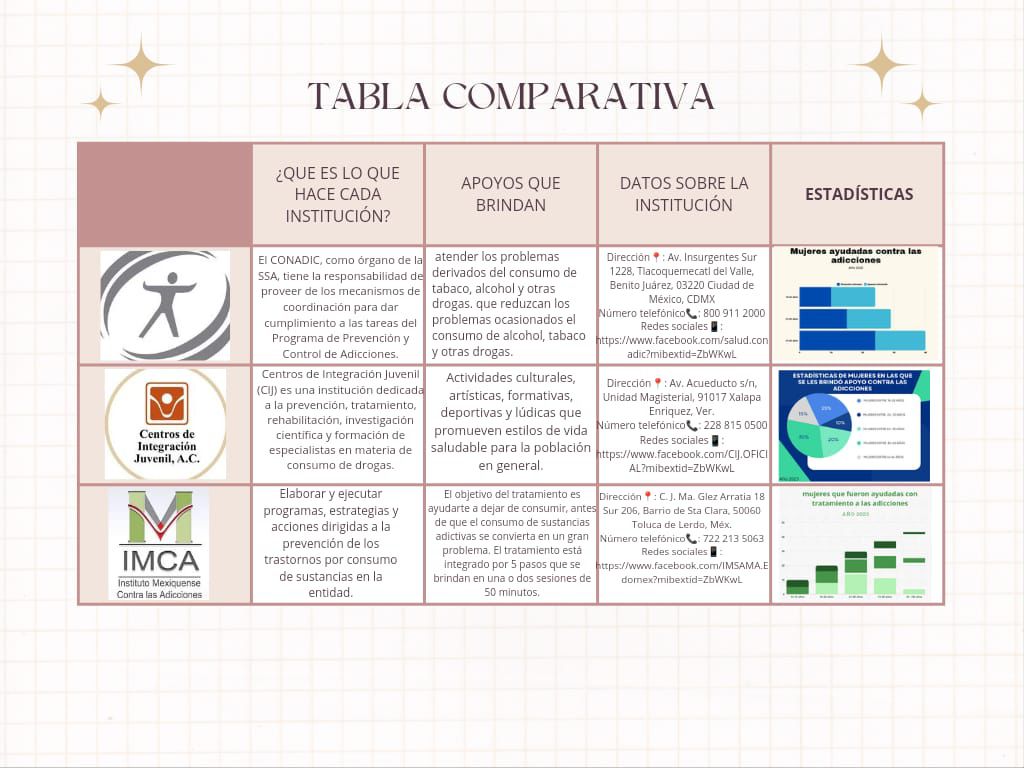 TABLA COMPARATIVA
¿QUE ES LO QUE
HACE CADA
INSTITUCIÓN?
APOYOS QUE
BRINDAN
DATOS SOBRE LA
INSTITUCIÓN
ESTADÍSTICAS
El CONADIC, como órgano de la
SSA, tiene la responsabilidad de
proveer de los mecanismos de
coordinación para dar
cumplimiento a las tareas del
Programa de Prevención y
Control de Adicciones.
atender los problemas
derivados del consumo de
tabaco, alcohol y otras
drogas. que reduzcan los
problemas ocasionados el
consumo de alcohol, tabaco
y otras drogas.
Dirección📍: Av. Insurgentes Sur
1228, Tlacoquemecatl del Valle,
Benito Juárez, 03220 Ciudad de
México, CDMX
Número telefónico📞: 800 911 2000
Redes sociales📱:
https://www.facebook.com/salud.con
adic?mibextid=ZbWKwL
Mujeres ayudadas contra las
adicciones
Centros de
Integración
Juvenil, A.C.
Centros de Integración Juvenil
(CIJ) es una institución dedicada
a la prevención, tratamiento,
rehabilitación, investigación
científica y formación de
especialistas en materia de
consumo de drogas.
Actividades culturales,
artísticas, formativas,
deportivas y lúdicas que
promueven estilos de vida
saludable para la población
en general.
Dirección📍: Av. Acueducto s/n,
Unidad Magisterial, 91017 Xalapa
Enriquez, Ver.
Número telefónico📞: 228 815 0500
Redes sociales📱:
https://www.facebook.com/CIJ.OFICI
AL?mibextid=ZbWKwL
ESTADÍSTICAS DE MUJERES EN LAS QUE
SE LES BRINDÓ APOYO CONTRA LAS
ADICCIONES
25%
10%
20%
30%
15%
IMCA
Instituto Mexiquense
Contra las Adicciones
Elaborar y ejecutar
programas, estrategias y
acciones dirigidas a la
prevención de los
trastornos por consumo
de sustancias en la
entidad.
El objetivo del tratamiento es
ayudarte a dejar de consumir, antes
de que el consumo de sustancias
adictivas se convierta en un gran
problema. El tratamiento está
integrado por 5 pasos que se
brindan en una o dos sesiones de
50 minutos.
Dirección📍: C. J. Ma. Glez Arratia 18
Sur 206, Barrio de Sta Clara, 50060
Toluca de Lerdo, Méx.
Número telefónico📞: 722 213 5063
Redes sociales📱:
https://www.facebook.com/IMSAMA.E
domex?mibextid=ZbWKwL
mujeres que fueron ayudadas con
tratamiento a las adicciones